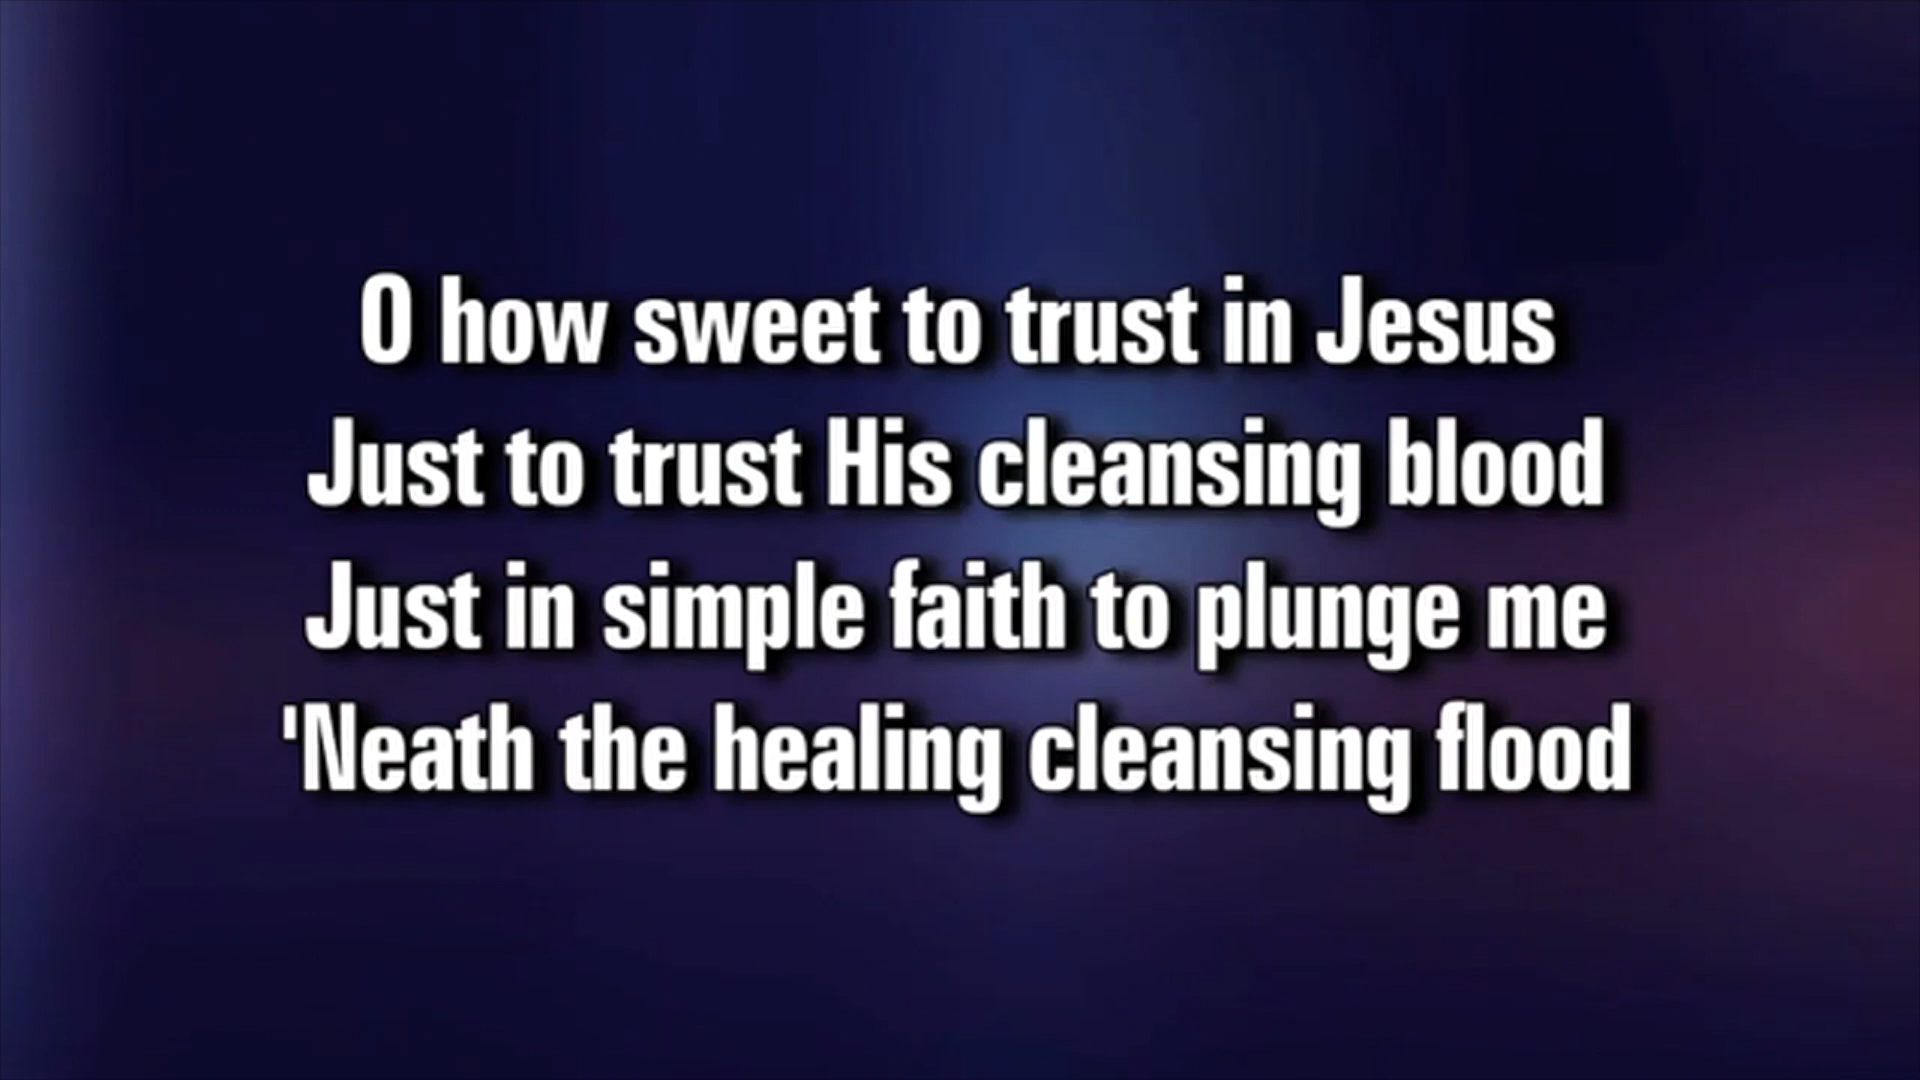 O how sweet to trust in Jesus
Just to trust His cleansing blood
Just in simple faith to plunge me
'Neath the healing cleansing flood